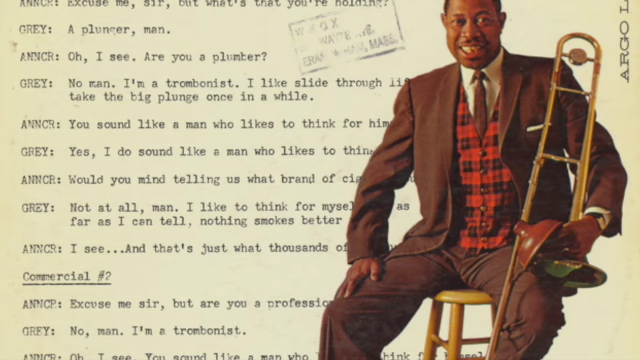 ANNCR: Excuse me, sir, but what's that you're holding?
GREY: A plunger, man.
ANNCR: Oh, I see. Are you a plumber?
GREY: No man. I'm a trombonist. I like slide through
take the big plunge once in a while.
ANNCR: You sound like a man who likes to think for
GREY: Yes, I do sound like a man who likes to
ANNCR: Would you mind telling us what brand of
GREY: Not at all, man. I like to think for as
far as I can tell, nothing smokes better
ANNCR: I see...And that's just what thousands of
Commercial #2
ANNCR: Excuse me sir, but are you a
GREY: No, man. I'm a trombonist.
ANNCR: Oh, I see. You sound like a man who
AVE.
MASS.
ARGO